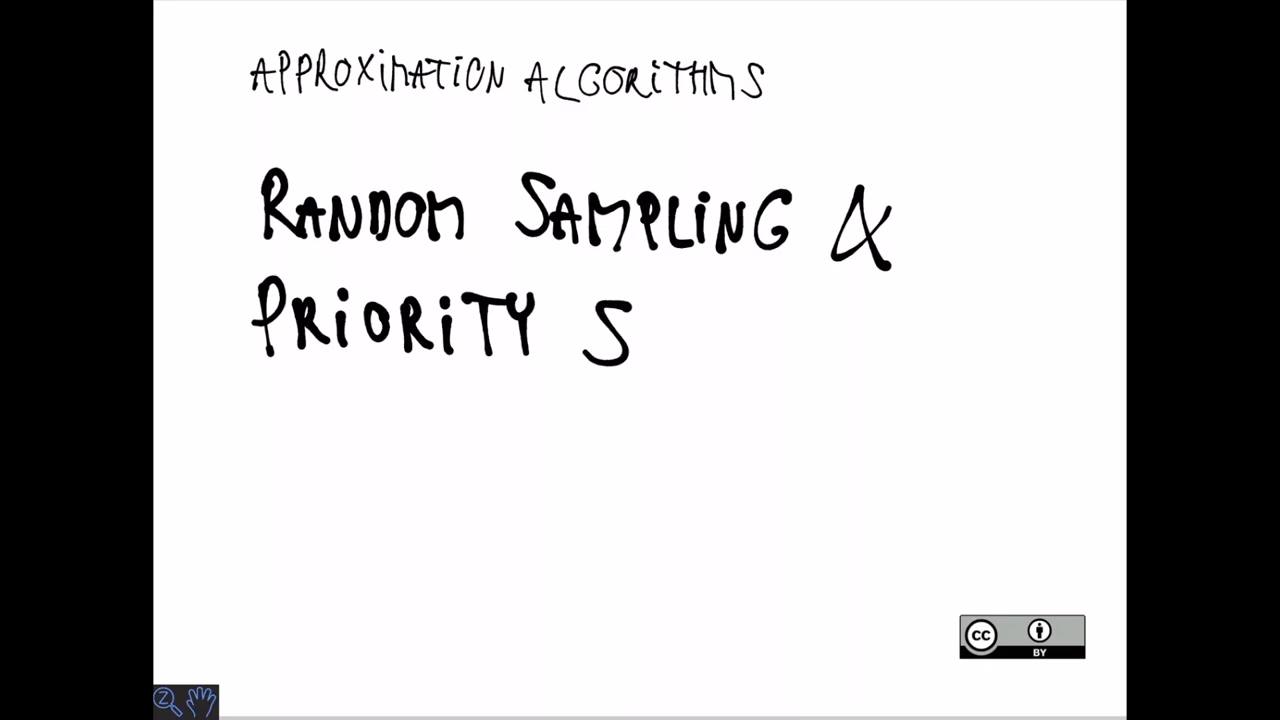 APPROXIMATION ALGORITHMS
RANDOM SAMPLING &
PRIORITY S
cc
BY
Z